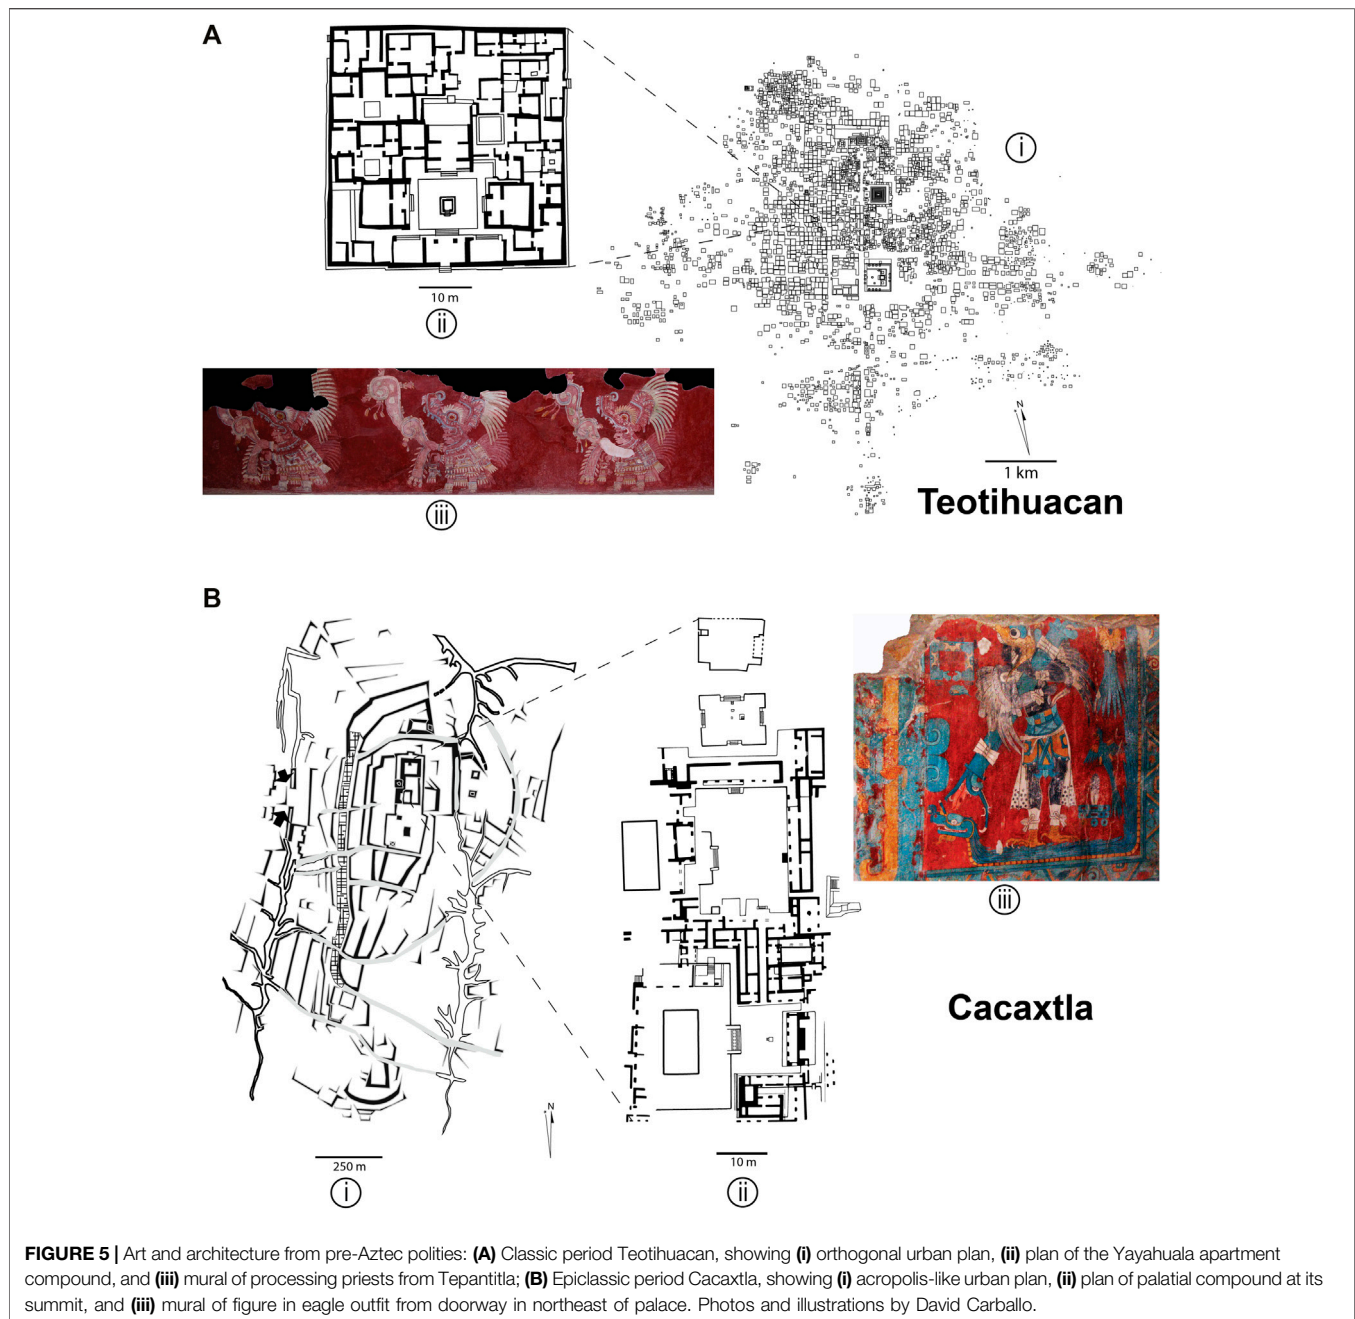 A
i
10 m
ii
iii
N
1 km
Teotihuacan
B
iii
Cacaxtla
N
250 m
i
10 m
ii
FIGURE 5 | Art and architecture from pre-Aztec polities: (A) Classic period Teotihuacan, showing (i) orthogonal urban plan, (ii) plan of the Yayahuala apartment
compound, and (iii) mural of processing priests from Tepantitla; (B) Epiclassic period Cacaxtla, showing (i) acropolis-like urban plan, (ii) plan of palatial compound at its
summit, and (iii) mural of figure in eagle outfit from doorway in northeast of palace. Photos and illustrations by David Carballo.